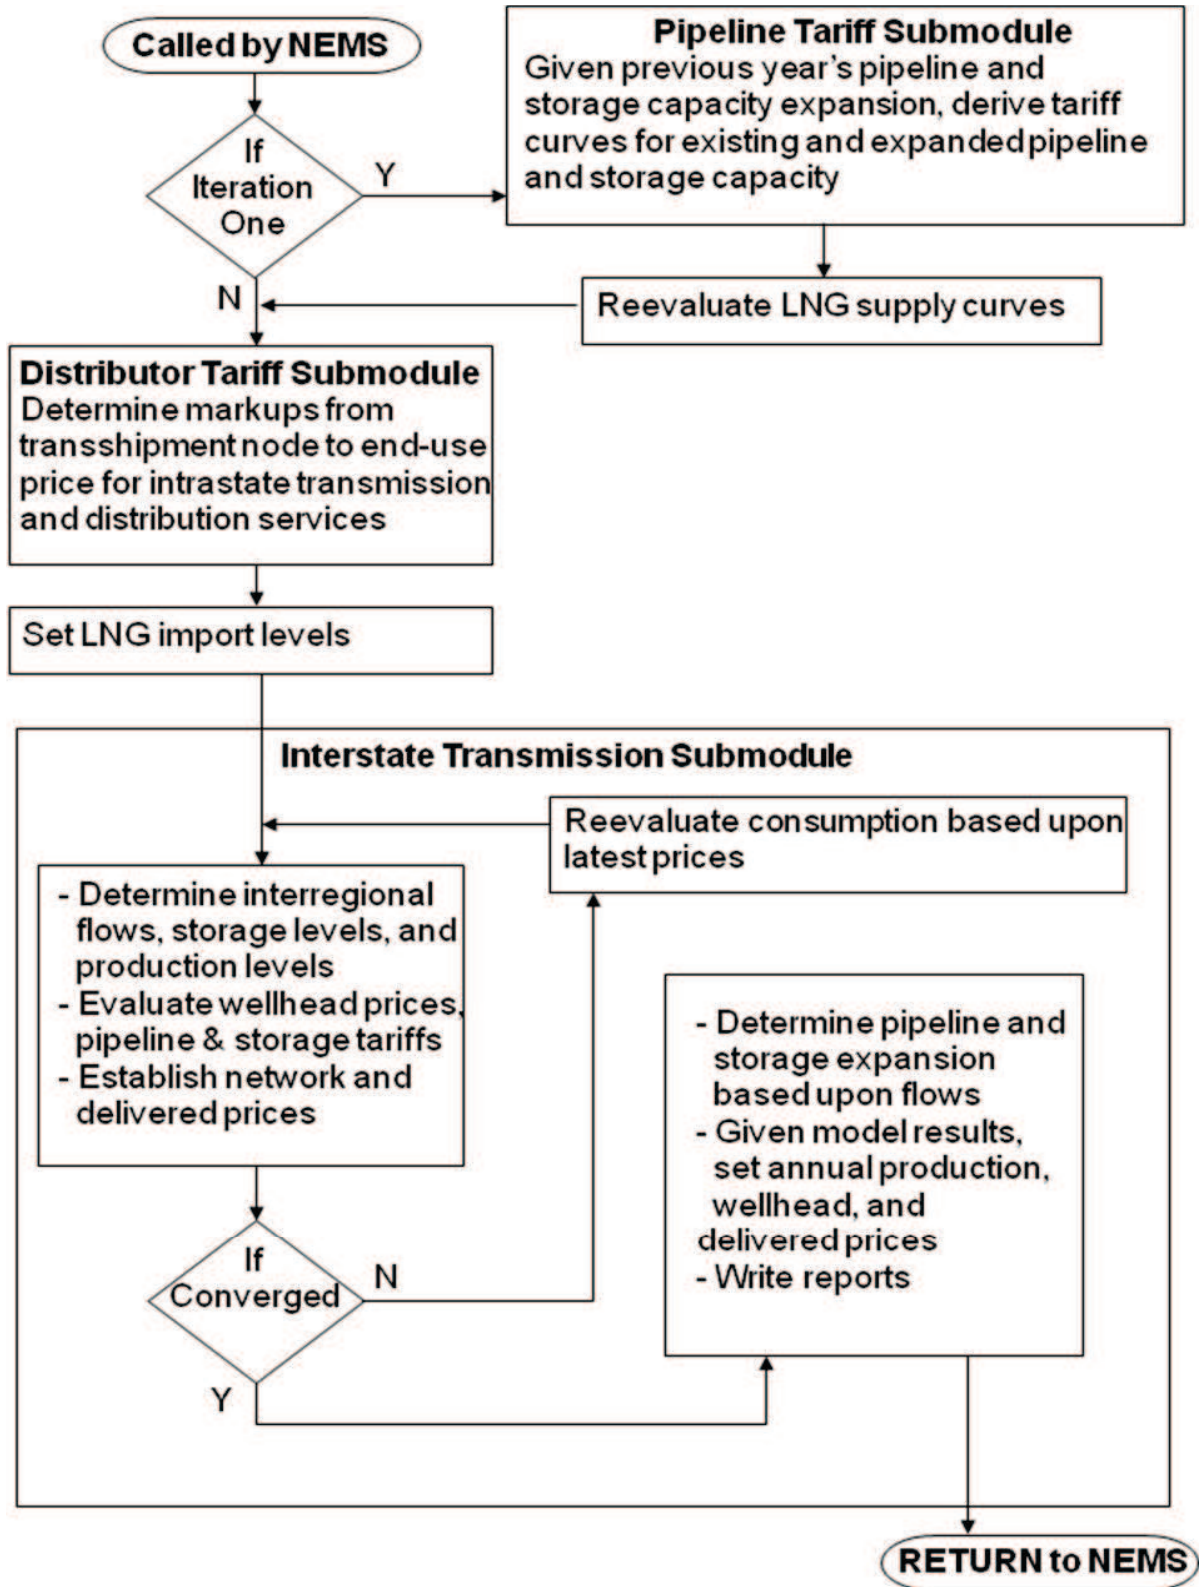 Called by NEMS
If
Iteration
One
Y
N
Pipeline Tariff Submodule
Given previous year's pipeline and
storage capacity expansion, derive tariff
curves for existing and expanded pipeline
and storage capacity
Reevaluate LNG supply curves
Distributor Tariff Submodule
Determine markups from
transshipment node to end-use
price for intrastate transmission
and distribution services
Set LNG import levels
Interstate Transmission Submodule
Reevaluate consumption based upon
latest prices
- Determine interregional
flows, storage levels, and
production levels
- Evaluate wellhead prices,
pipeline & storage tariffs
- Establish network and
delivered prices
If
Converged
N
Y
- Determine pipeline and
storage expansion
based upon flows
- Given model results,
set annual production,
wellhead, and
delivered prices
- Write reports
RETURN to NEMS